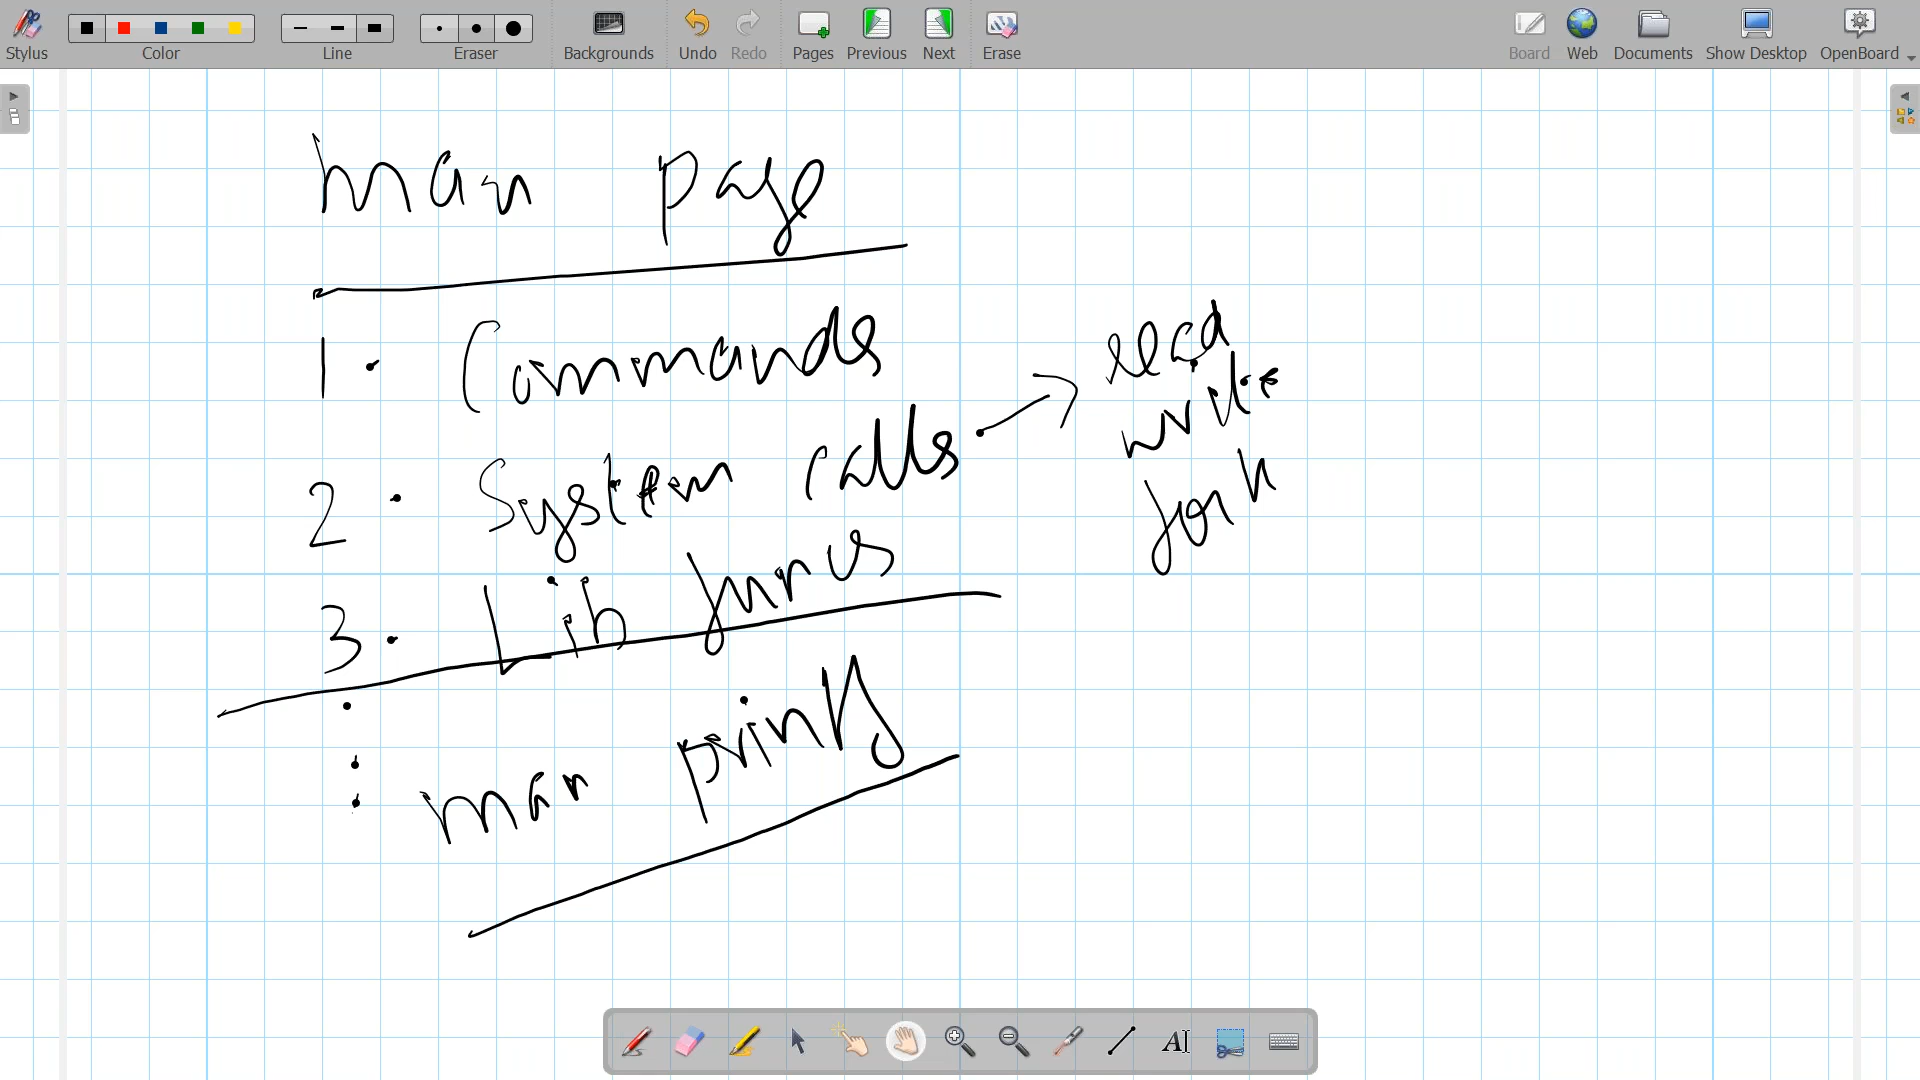 Stylus Color Line Eraser Backgrounds Undo Redo Pages Previous Next Erase Board Web Documents Show Desktop OpenBoard
man page
1. Commands
2. System calls → read
write
fork
3. Lib funcs
man printf
AI